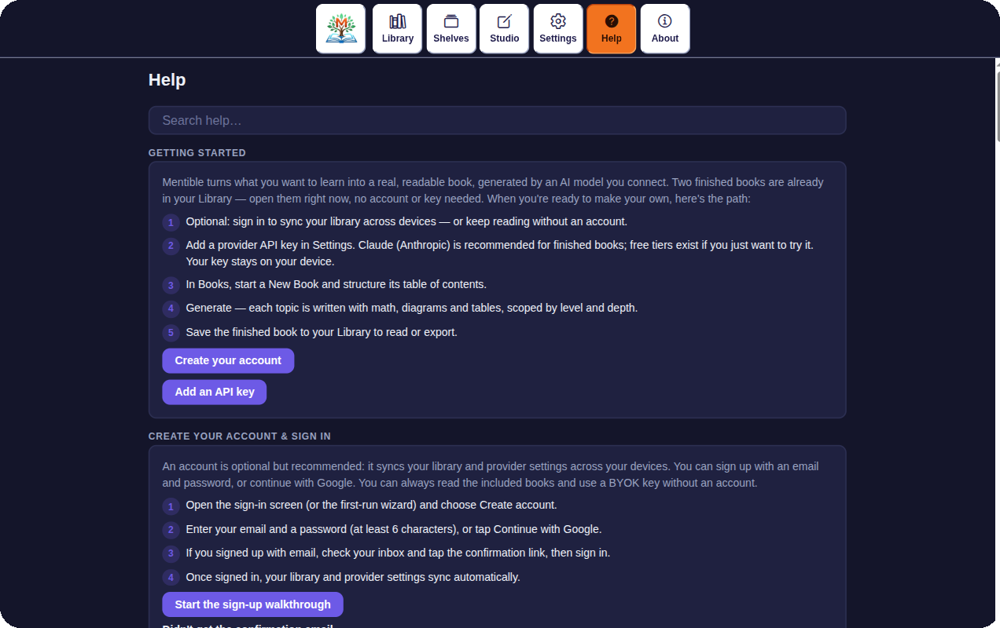 Library
Shelves
Studio
Settings
Help
About
Help
Search help…
GETTING STARTED
Mentible turns what you want to learn into a real, readable book, generated by an AI model you connect. Two finished books are already
in your Library — open them right now, no account or key needed. When you're ready to make your own, here's the path:
1 Optional: sign in to sync your library across devices — or keep reading without an account.
2 Add a provider API key in Settings. Claude (Anthropic) is recommended for finished books; free tiers exist if you just want to try it.
Your key stays on your device.
3 In Books, start a New Book and structure its table of contents.
4 Generate — each topic is written with math, diagrams and tables, scoped by level and depth.
5 Save the finished book to your Library to read or export.
Create your account
Add an API key
CREATE YOUR ACCOUNT & SIGN IN
An account is optional but recommended: it syncs your library and provider settings across your devices. You can sign up with an email
and password, or continue with Google. You can always read the included books and use a BYOK key without an account.
1 Open the sign-in screen (or the first-run wizard) and choose Create account.
2 Enter your email and a password (at least 6 characters), or tap Continue with Google.
3 If you signed up with email, check your inbox and tap the confirmation link, then sign in.
4 Once signed in, your library and provider settings sync automatically.
Start the sign-up walkthrough
Didn't get the confirmation email